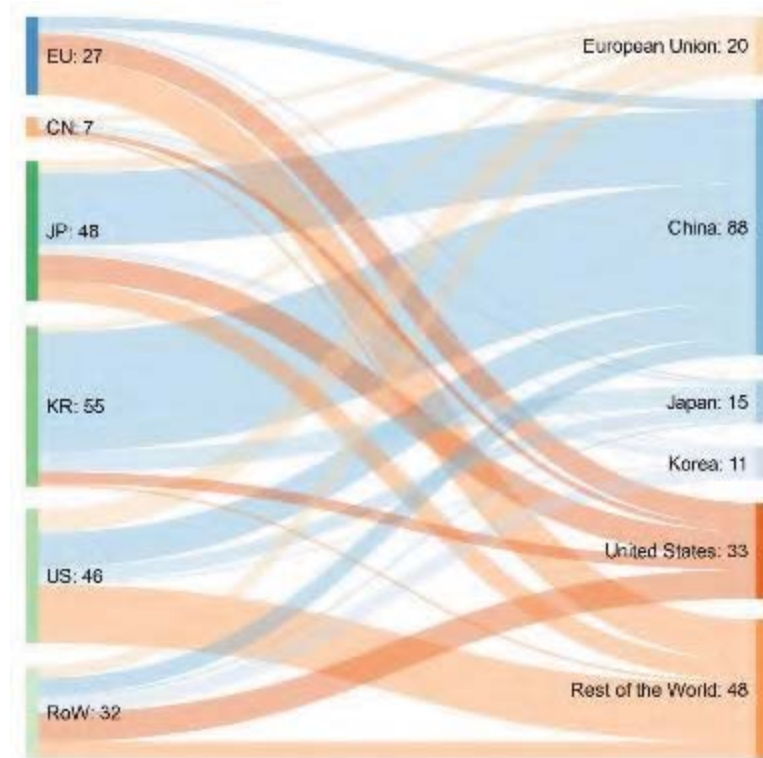 EU: 27
CN: 7
JP: 48
KR: 55
US: 46
RoW: 32
European Union: 20
China: 88
Japan: 15
Korea: 11
United States: 33
Rest of the World: 48